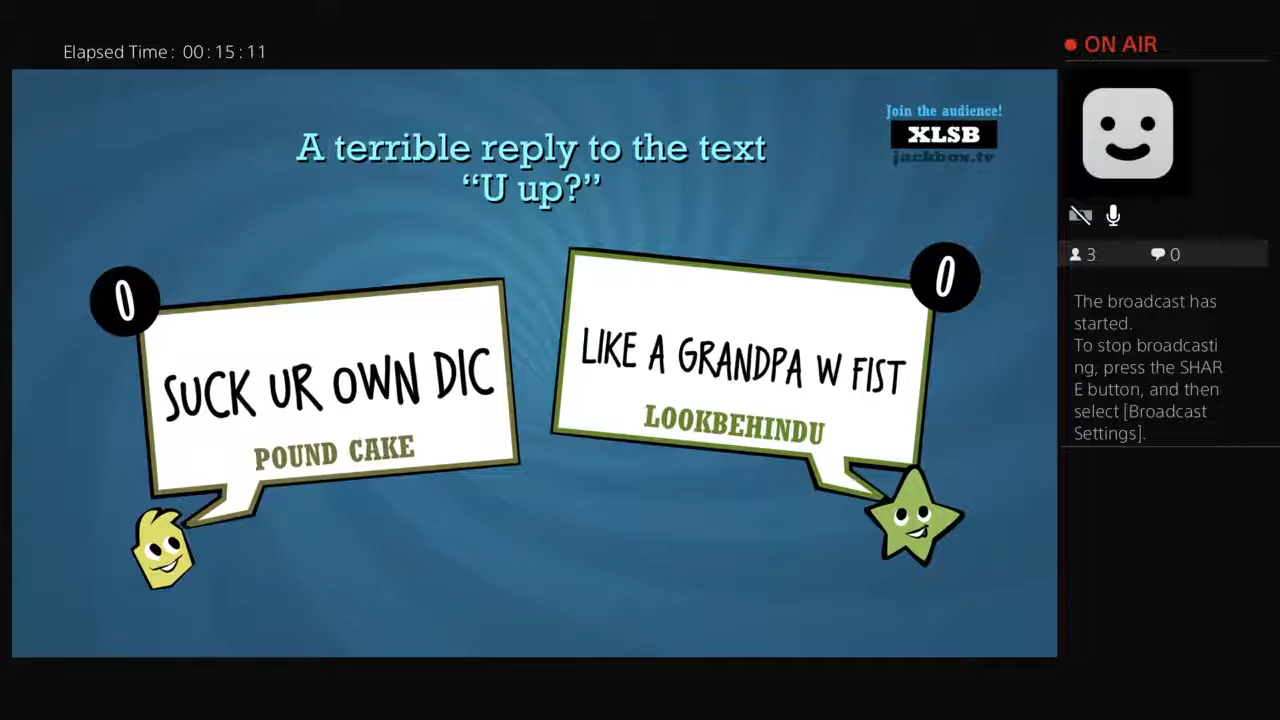 Elapsed Time: 00:15:11
ON AIR
Join the audience!
XLSB
jackbox.tv
A terrible reply to the text
“U up?”
0
SUCK UR OWN DIC
POUND CAKE
0
LIKE A GRANDPA W FIST
LOOKBEHINDU
3
0
The broadcast has
started.
To stop broadcasti
ng, press the SHAR
E button, and then
select [Broadcast
Settings].